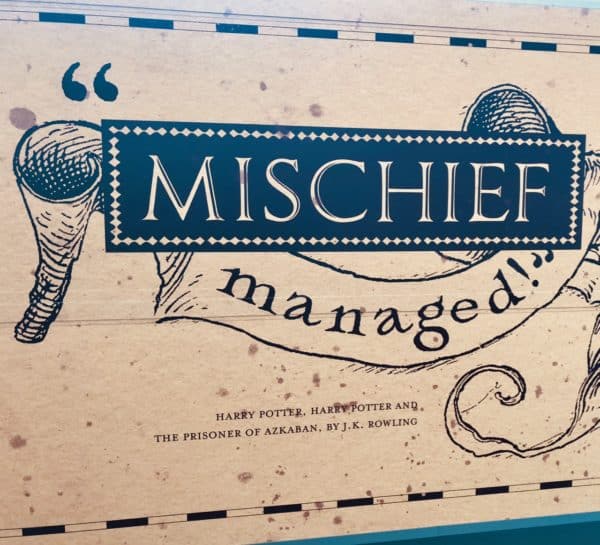 “MISCHIEF
managed!”
HARRY POTTER, HARRY POTTER AND
THE PRISONER OF AZKABAN, BY J.K. ROWLING